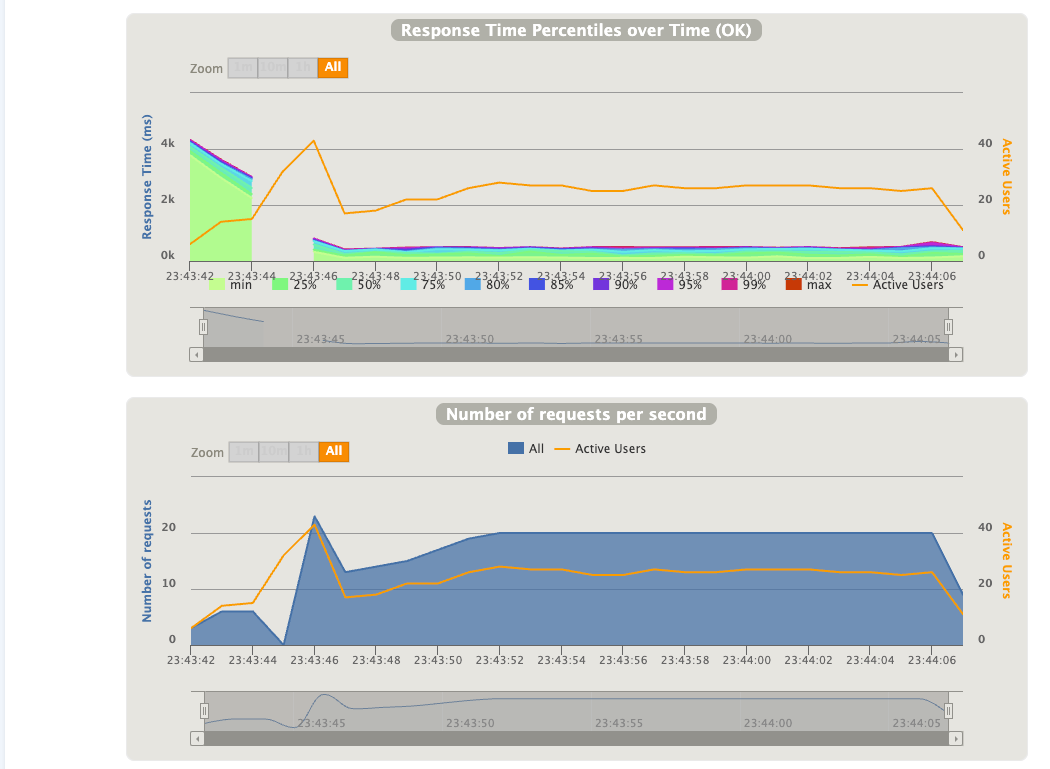 Response Time Percentiles over Time (OK)
Zoom 1m 10m 1h All
Response Time (ms)
4k
2k
0k
40
20
0
Active Users
23:43:42 23:43:44 23:43:46 23:43:48 23:43:50 23:43:52 23:43:54 23:43:56 23:43:58 23:44:00 23:44:02 23:44:04 23:44:06
min 25% 50% 75% 80% 85% 90% 95% 99% max Active Users
23:43:45 23:43:50 23:43:55 23:44:00 23:44:05
Number of requests per second
Zoom 1m 10m 1h All
All Active Users
Number of requests
20
10
0
40
20
0
Active Users
23:43:42 23:43:44 23:43:46 23:43:48 23:43:50 23:43:52 23:43:54 23:43:56 23:43:58 23:44:00 23:44:02 23:44:04 23:44:06
23:43:45 23:43:50 23:43:55 23:44:00 23:44:05